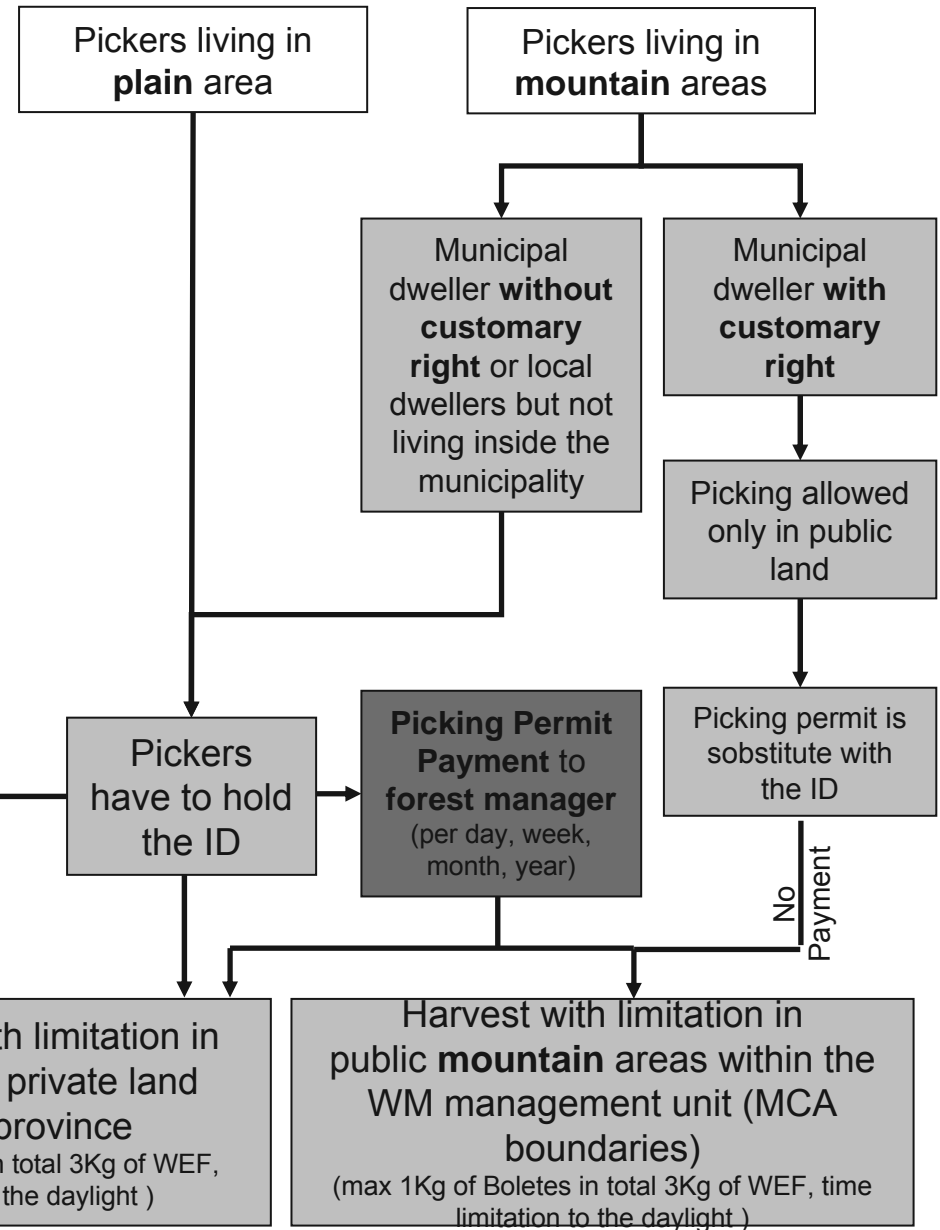 Pickers living in
plain area
Pickers living in
mountain areas
Municipal
dweller without
customary
right or local
dwellers but not
living inside the
municipality
Municipal
dweller with
customary
right
Picking allowed
only in public
land
Pickers
have to hold
the ID
Picking Permit
Payment to
forest manager
(per day, week,
month, year)
Picking permit is
sobstitute with
the ID
No
Payment
limitation in
private land
province
total 3Kg of WEF,
the daylight )
Harvest with limitation in
public mountain areas within the
WM management unit (MCA
boundaries)
(max 1Kg of Boletes in total 3Kg of WEF, time
limitation to the daylight )